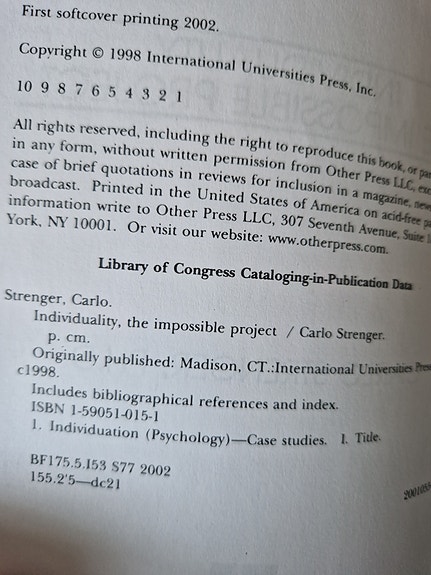 First softcover printing 2002.
Copyright © 1998 International Universities Press, Inc.
10 9 8 7 6 5 4 3 2 1
All rights reserved, including the right to reproduce this book, or
in any form, without written permission from Other Press LLC,
case of brief quotations in reviews for inclusion in a magazine,
broadcast. Printed in the United States of America on acid-free
information write to Other Press LLC, 307 Seventh Avenue, Suite
York, NY 10001. Or visit our website: www.otherpress.com.
Library of Congress Cataloging-in-Publication Data
Strenger, Carlo.
Individuality, the impossible project / Carlo Strenger.
p. cm.
Originally published: Madison, CT.:International Universities
c1998.
Includes bibliographical references and index.
ISBN 1-59051-015-1
1. Individuation (Psychology)—Case studies. I. Title.
BF175.5.I53 S77 2002
155.2'5—dc21